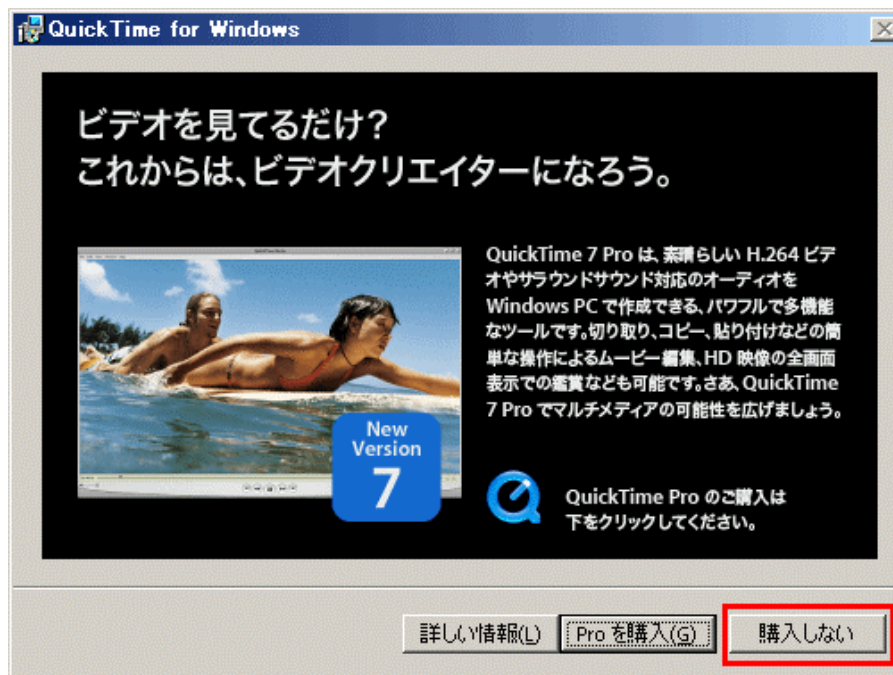 QuickTime for Windows
ビデオを見てるだけ？
これからは、ビデオクリエイターになろう。
QuickTime 7 Pro は、素晴らしい H.264 ビデ
オやサラウンドサウンド対応のオーディオを
Windows PC で作成できる、パワフルで多機能
なツールです。切り取り、コピー、貼り付けなどの簡
単な操作によるムービー編集、HD 映像の全画面
表示での鑑賞なども可能です。さあ、QuickTime
7 Pro でマルチメディアの可能性を広げましょう。
New
Version
7
QuickTime Pro のご購入は
下をクリックしてください。
詳しい情報(L)
Pro を購入(G)
購入しない